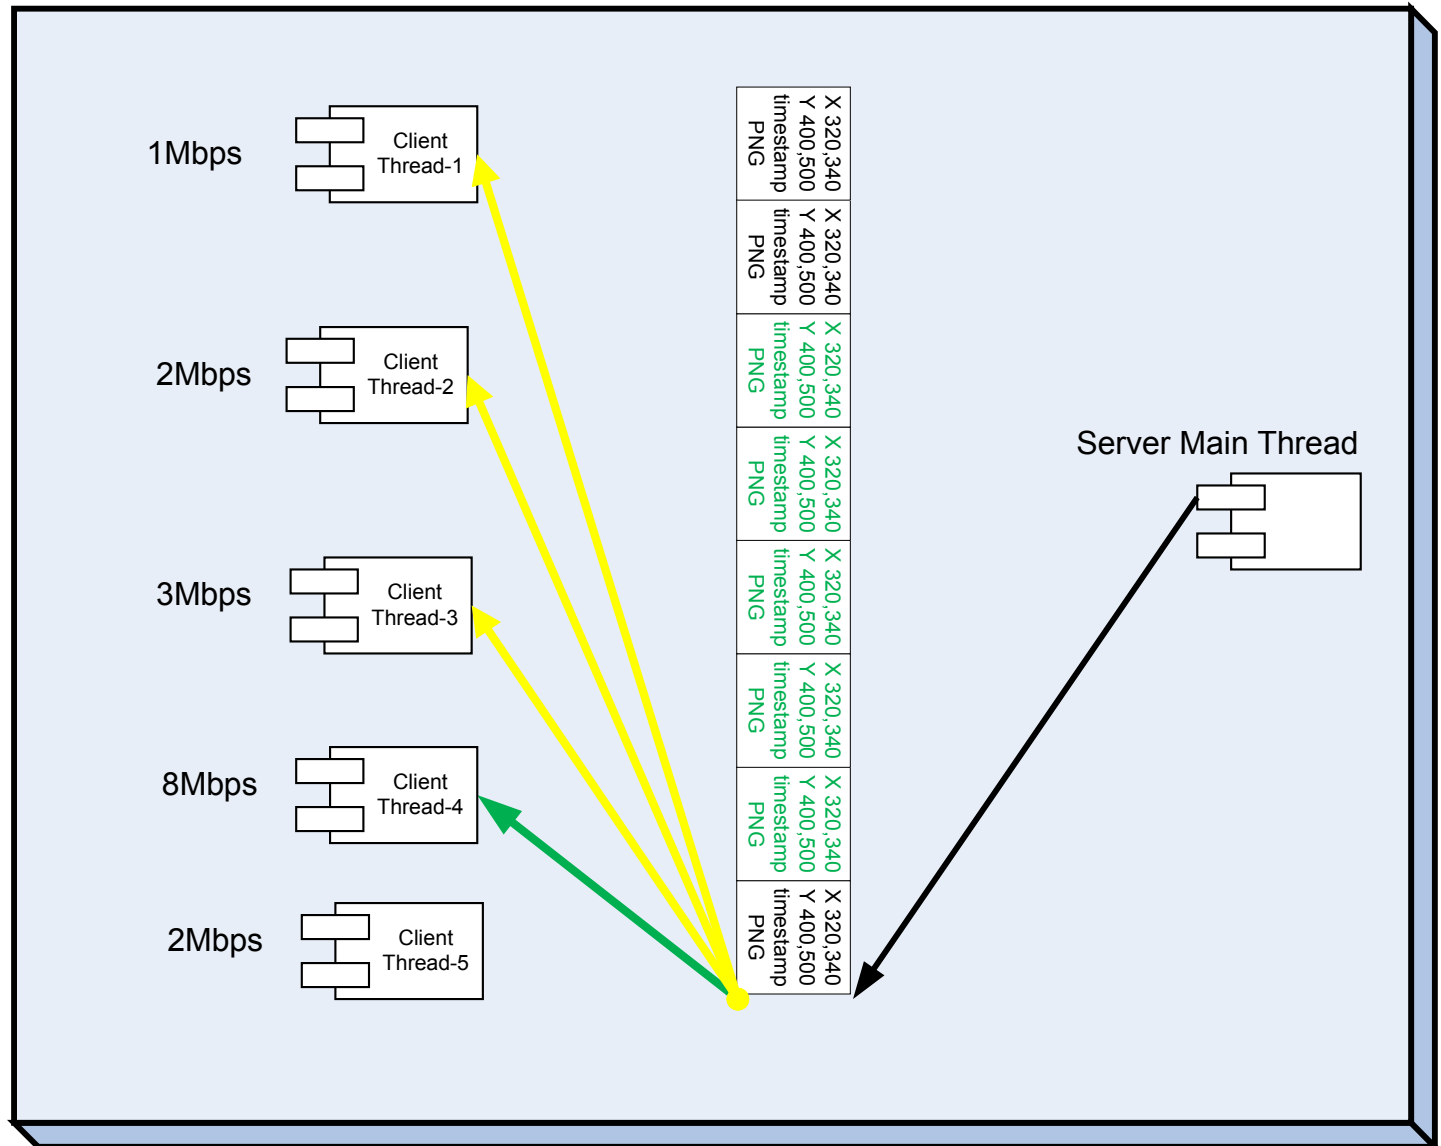 1Mbps
Client
Thread-1
2Mbps
Client
Thread-2
3Mbps
Client
Thread-3
8Mbps
Client
Thread-4
2Mbps
Client
Thread-5
X 320,340
Y 400,500
timestamp
PNG
X 320,340
Y 400,500
timestamp
PNG
X 320,340
Y 400,500
timestamp
PNG
X 320,340
Y 400,500
timestamp
PNG
X 320,340
Y 400,500
timestamp
PNG
X 320,340
Y 400,500
timestamp
PNG
X 320,340
Y 400,500
timestamp
PNG
X 320,340
Y 400,500
timestamp
PNG
Server Main Thread